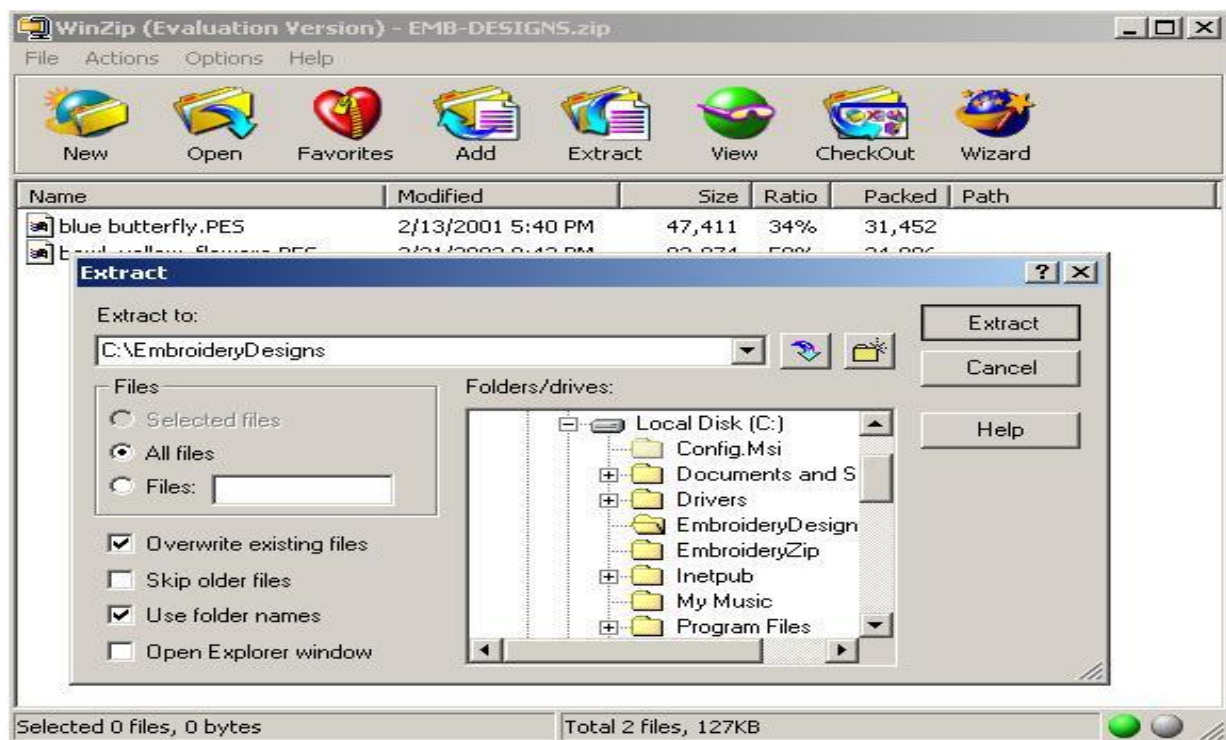 WinZip (Evaluation Version) - EMB-DESIGNS.zip
File Actions Options Help
New Open Favorites Add Extract View CheckOut Wizard
Name Modified Size Ratio Packed Path
blue butterfly.PES 2/13/2001 5:40 PM 47,411 34% 31,452
Extract
Extract to:
C:\EmbroideryDesigns
Extract
Cancel
Help
Files
Selected files
All files
Files:
Overwrite existing files
Skip older files
Use folder names
Open Explorer window
Folders/drives:
Local Disk (C:)
Config.Msi
Documents and S
Drivers
EmbroideryDesign
EmbroideryZip
Inetpub
My Music
Program Files
Selected 0 files, 0 bytes
Total 2 files, 127KB